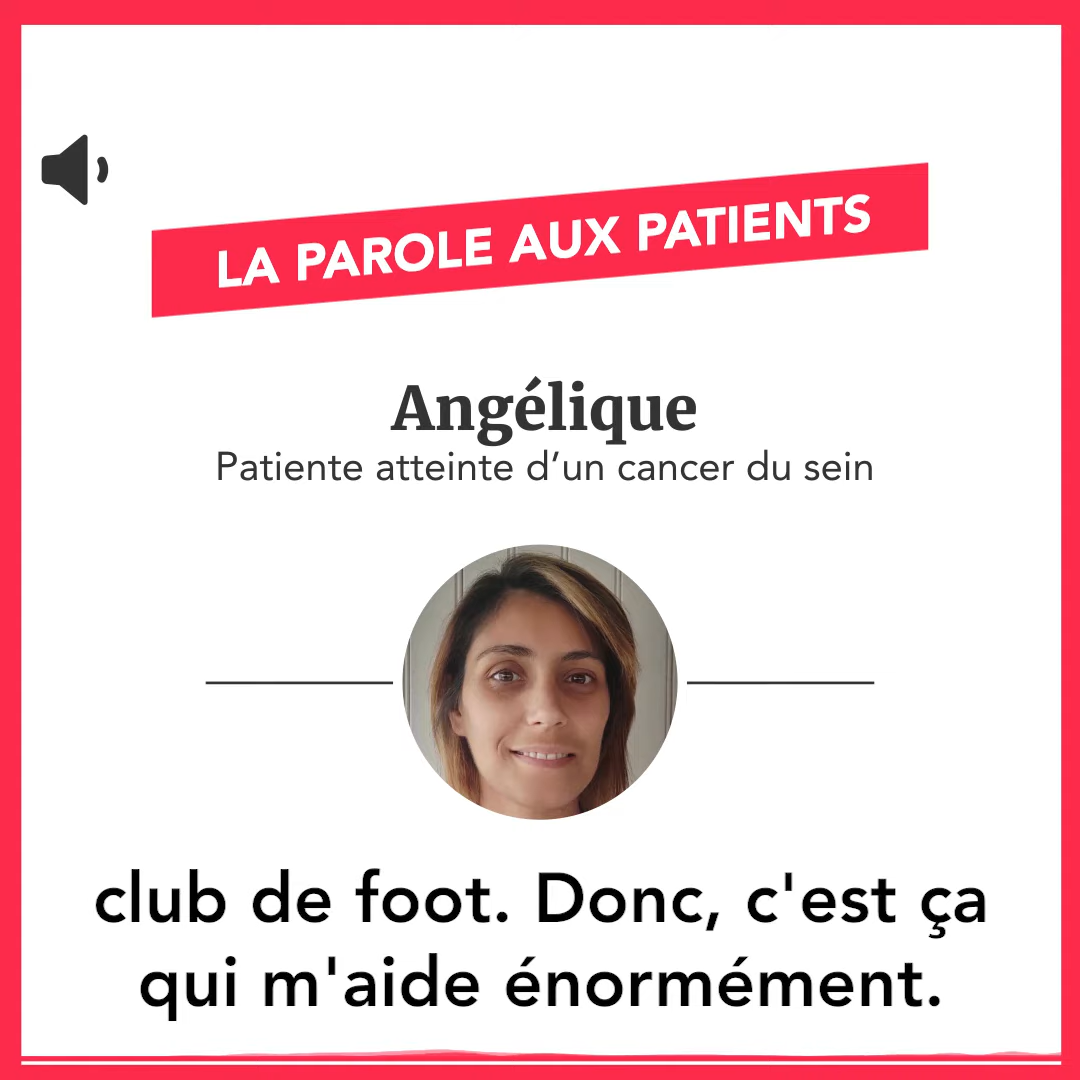 LA PAROLE AUX PATIENTS
Angélique
Patiente atteinte d’un cancer du sein
club de foot. Donc, c'est ça
qui m'aide énormément.